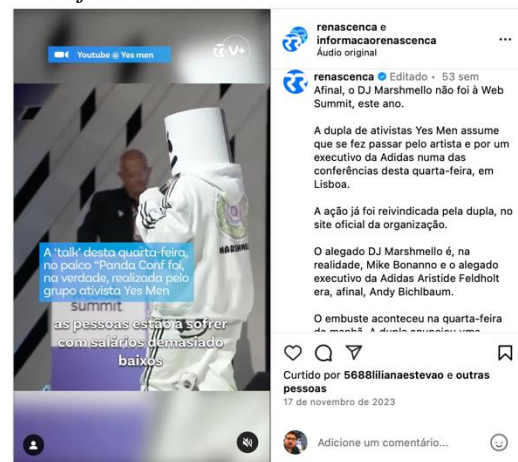 Youtube @ Yes men
V+
MARSHM
A 'talk' desta quarta-feira,
no palco "Panda Conf foi,
na verdade, realizada pelo
grupo ativista Yes Men
summit
as pessoas estão a sofrer
com salários demasiado
baixos
renascenca e
informacaorenascenca
Áudio original
renascenca Editado • 53 sem
Afinal, o DJ Marshmello não foi à Web
Summit, este ano.
A dupla de ativistas Yes Men assume
que se fez passar pelo artista e por um
executivo da Adidas numa das
conferências desta quarta-feira, em
Lisboa.
A ação já foi reivindicada pela dupla, no
site oficial da organização.
O alegado DJ Marshmello é, na
realidade, Mike Bonanno e o alegado
executivo da Adidas Aristide Feldholt
era, afinal, Andy Bichlbaum.
O embuste aconteceu na quarta-feira
de manhã. A dupla anunciou uma
Curtido por 5688lilianaestevao e outras
pessoas
17 de novembro de 2023
Adicione um comentário...